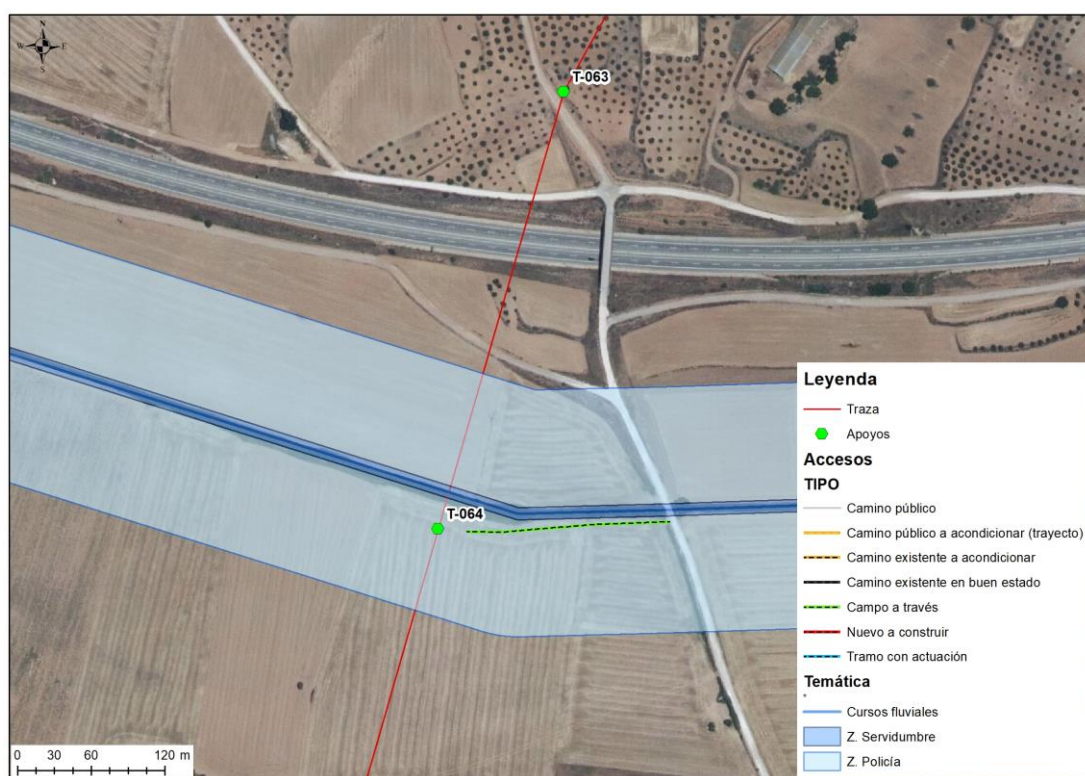 N
W E
S
T-063
T-064
Leyenda
Traza
Apoyos
Accesos
TIPO
Camino público
Camino público a acondicionar (trayecto)
Camino existente a acondicionar
Camino existente en buen estado
Campo a través
Nuevo a construir
Tramo con actuación
Temática
Cursos fluviales
Z. Servidumbre
Z. Policía
0 30 60 120 m